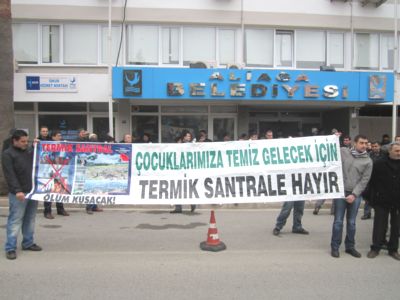 ALİAĞA
BELEDİYESİ
TERMİK SANTRAL
ÇOCUKLARIMIZA TEMİZ GELECEK İÇİN
TERMİK SANTRALE HAYIR
ÖLÜM KUSACAK!